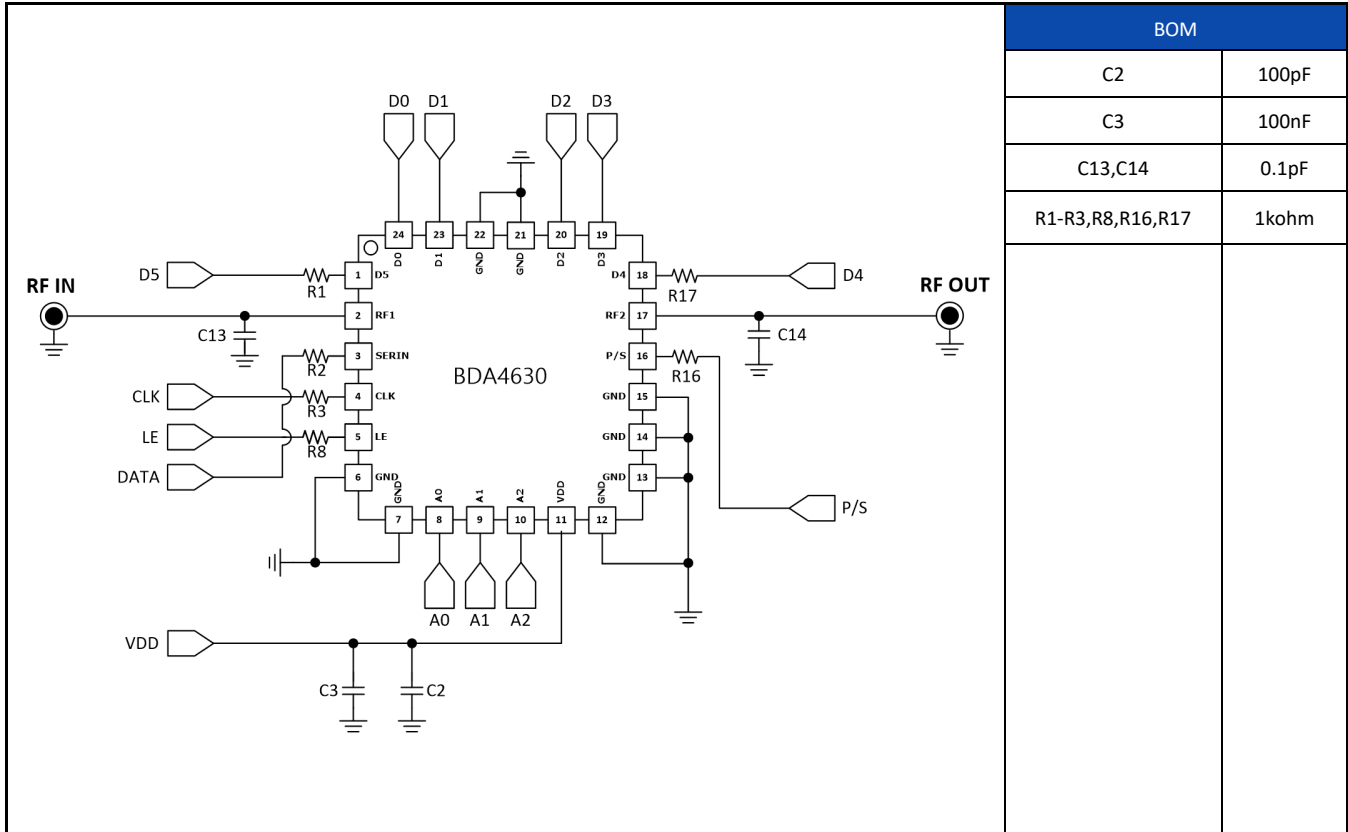 BOM
C2 100pF
C3 100nF
C13,C14 0.1pF
R1-R3,R8,R16,R17 1kohm
D0 D1 D2 D3
24 23 22 21 20 19
D0 D1 GND GND D2 D3
D5 R1 1 D5
D4 18 R17 D4
RF IN
RF OUT
2 RF1
RF2 17
C13
C14
R2 3 SERIN
P/S 16 R16
BDA4630
CLK R3 4 CLK
GND 15
LE R8 5 LE
GND 14
DATA
6 GND
GND 13
P/S
GND A0 A1 A2 VDD GND
7 8 9 10 11 12
A0 A1 A2
VDD
C3 C2